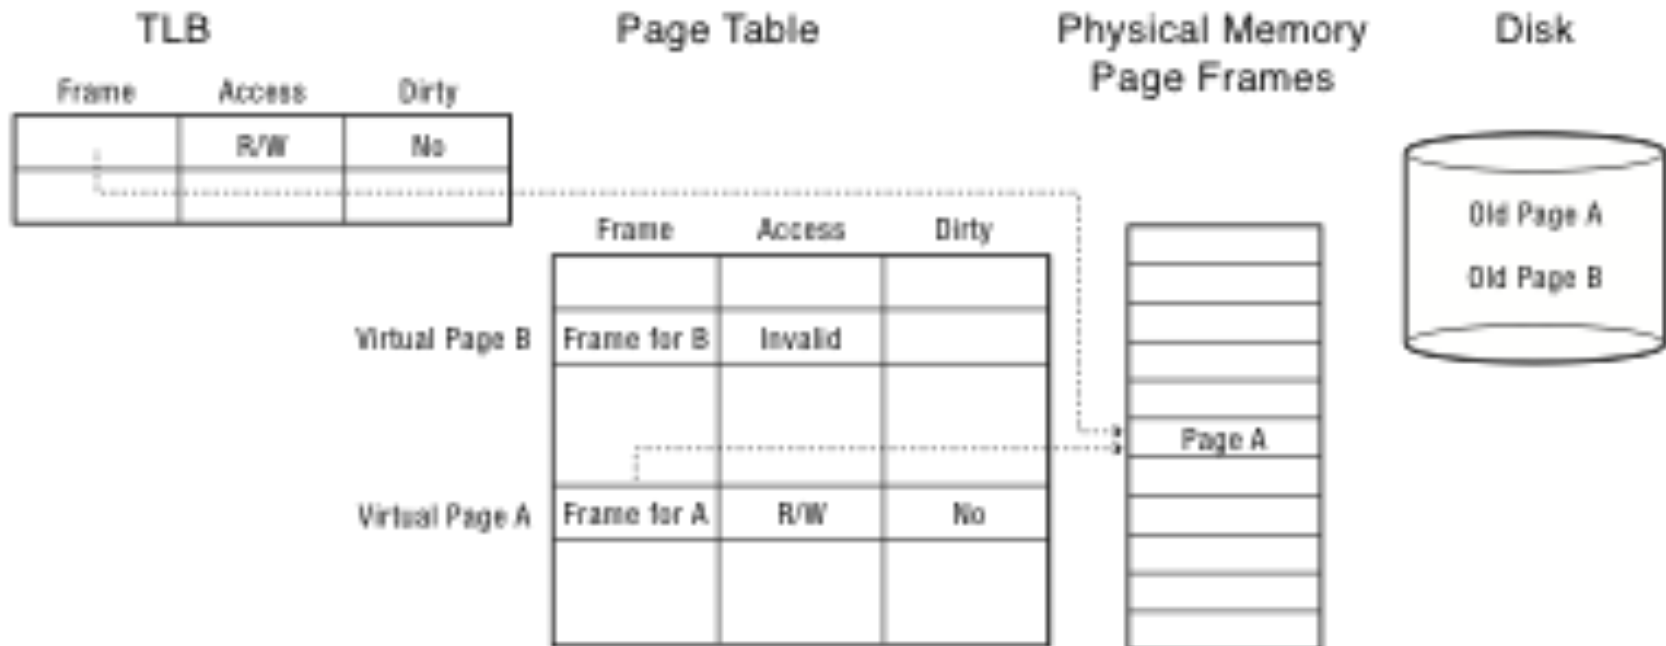 TLB
Page Table
Physical Memory
Page Frames
Disk
Frame Access Dirty
R/W No
Frame Access Dirty
Virtual Page B Frame for B Invalid
Virtual Page A Frame for A R/W No
Page A
Old Page A
Old Page B